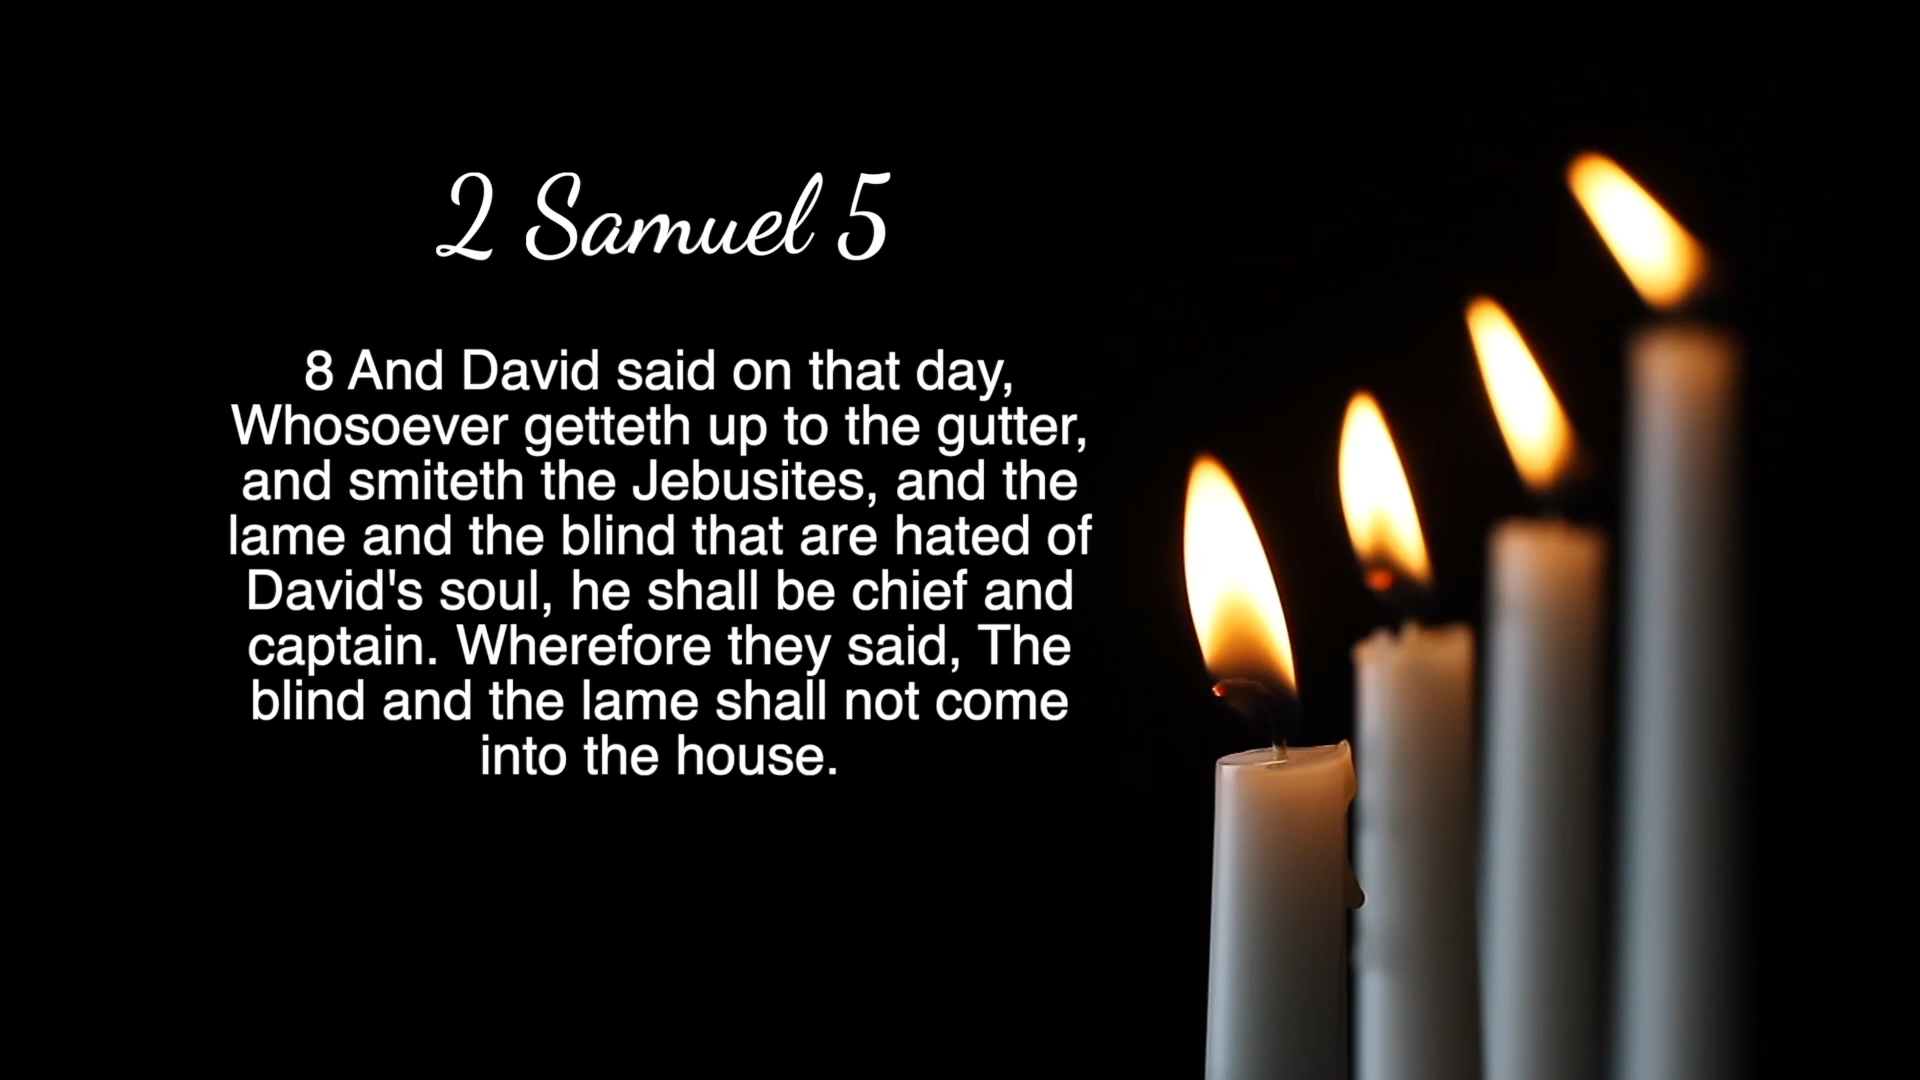 2 Samuel 5
8 And David said on that day,
Whosoever getteth up to the gutter,
and smiteth the Jebusites, and the
lame and the blind that are hated of
David's soul, he shall be chief and
captain. Wherefore they said, The
blind and the lame shall not come
into the house.